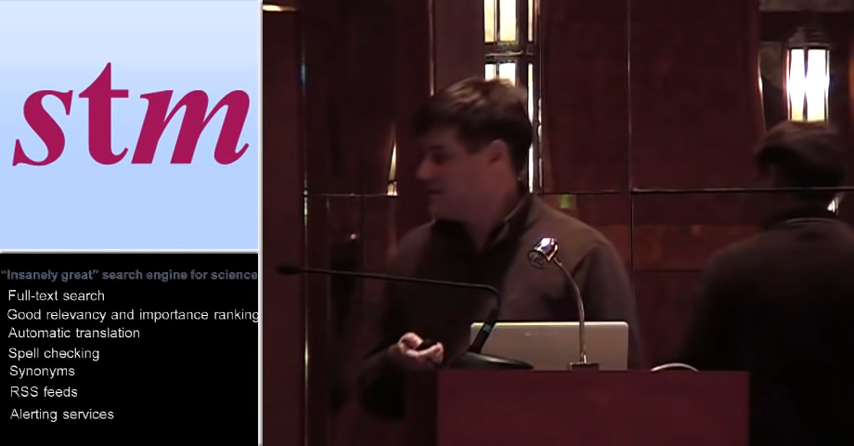 stm
"Insanely great" search engine for science
Full-text search
Good relevancy and importance ranking
Automatic translation
Spell checking
Synonyms
RSS feeds
Alerting services